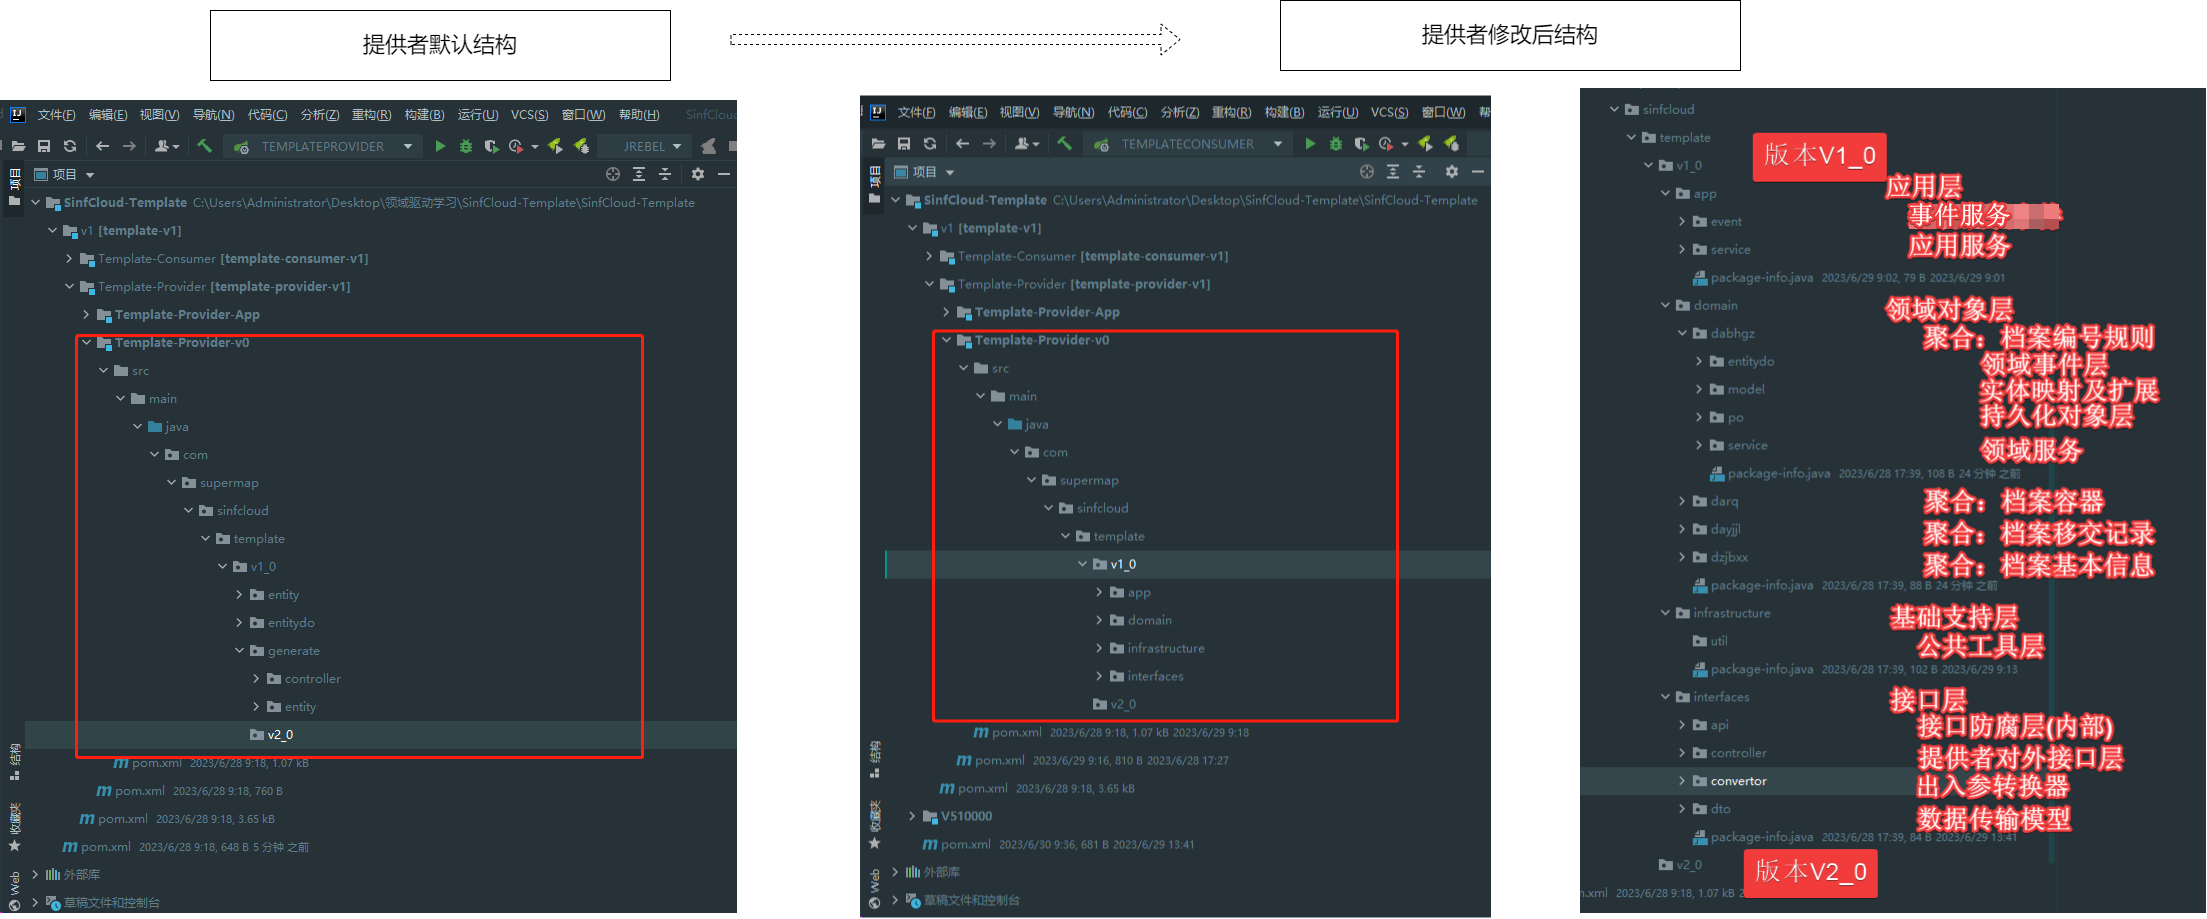 提供者默认结构
提供者修改后结构
文件(F) 编辑(E) 视图(V) 导航(N) 代码(C) 分析(Z) 重构(R) 构建(B) 运行(U) VCS(S) 窗口(W) 帮助(H) SinfClou
TEMPLATEPROVIDER JREBEL
项目
项目
SinfCloud-Template C:\Users\Administrator\Desktop\领域驱动学习\SinfCloud-Template\SinfCloud-Template
v1 [template-v1]
Template-Consumer [template-consumer-v1]
Template-Provider [template-provider-v1]
Template-Provider-App
Template-Provider-v0
src
main
java
com
supermap
sinfcloud
template
v1_0
entity
entitydo
generate
controller
entity
v2_0
pom.xml 2023/6/28 9:18, 1.07 kB
pom.xml 2023/6/28 9:18, 760 B
pom.xml 2023/6/28 9:18, 3.65 kB
pom.xml 2023/6/28 9:18, 648 B 5 分钟 之前
外部库
草稿文件和控制台
结构
收藏夹
Web
文件(F) 编辑(E) 视图(V) 导航(N) 代码(C) 分析(Z) 重构(R) 构建(B) 运行(U) VCS(S) 窗口(W) 帮
TEMPLATECONSUMER
项目
项目
SinfCloud-Template C:\Users\Administrator\Desktop\SinfCloud-Template\SinfCloud-Template
v1 [template-v1]
Template-Consumer [template-consumer-v1]
Template-Provider [template-provider-v1]
Template-Provider-App
Template-Provider-v0
src
main
java
com
supermap
sinfcloud
template
v1_0
app
domain
infrastructure
interfaces
v2_0
pom.xml 2023/6/28 9:18, 1.07 kB 2023/6/29 9:18
pom.xml 2023/6/29 9:16, 810 B 2023/6/28 17:27
pom.xml 2023/6/28 9:18, 3.65 kB
V510000
pom.xml 2023/6/30 9:36, 681 B 2023/6/29 13:41
外部库
草稿文件和控制台
结构
收藏夹
Web
sinfcloud
template
v1_0 版本V1_0
app 应用层
event 事件服务
service 应用服务
package-info.java 2023/6/29 9:02, 79 B 2023/6/29 9:01
domain 领域对象层
dabhgz 聚合：档案编号规则
entitydo 领域事件层
model 实体映射及扩展
po 持久化对象层
service 领域服务
package-info.java 2023/6/28 17:39, 108 B 24 分钟 之前
darq 聚合：档案容器
dayjjl 聚合：档案移交记录
dzjbxx 聚合：档案基本信息
package-info.java 2023/6/28 17:39, 88 B 24 分钟 之前
infrastructure 基础支持层
util 公共工具层
package-info.java 2023/6/28 17:39, 102 B 2023/6/29 9:13
interfaces 接口层
api 接口防腐层(内部)
controller 提供者对外接口层
convertor 出入参转换器
dto 数据传输模型
package-info.java 2023/6/28 17:39, 84 B 2023/6/29 13:41
v2_0 版本V2_0
m.xml 2023/6/28 9:18, 1.07 kB 2